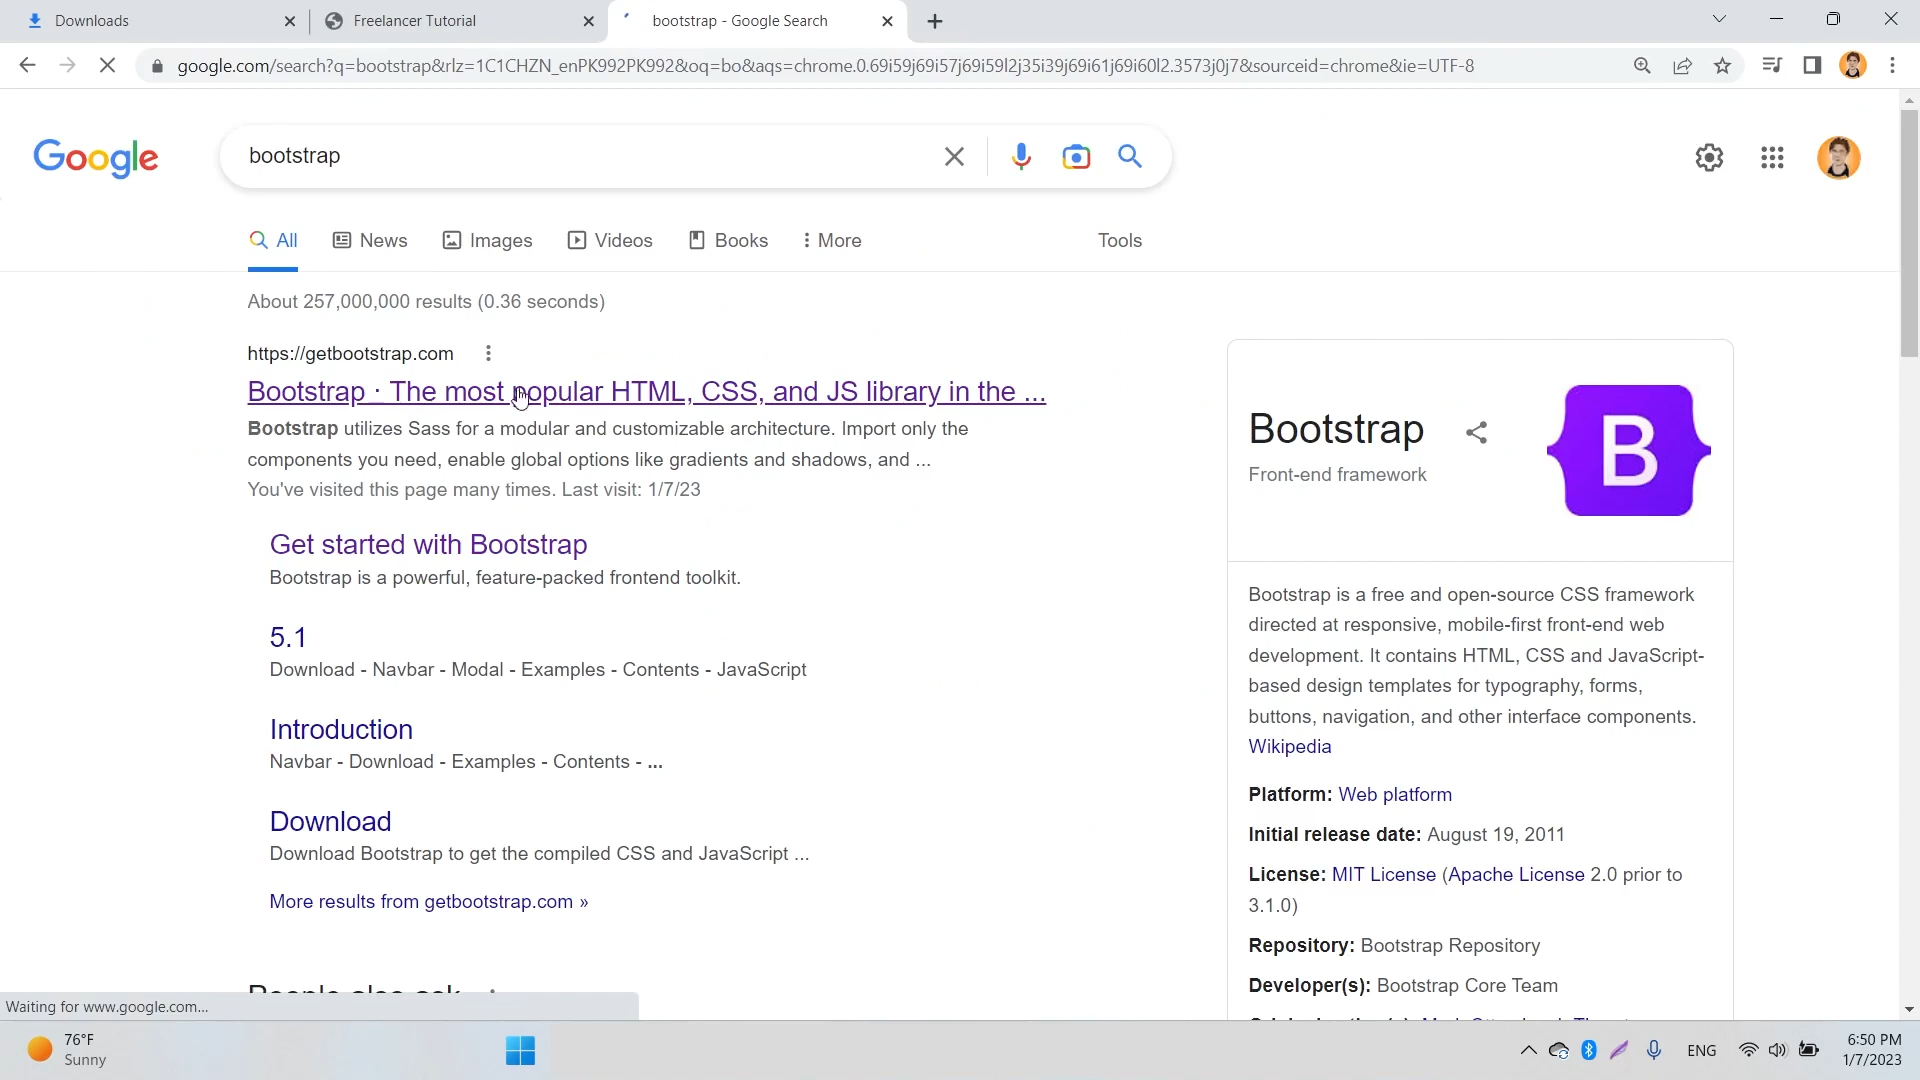 Downloads
Freelancer Tutorial
bootstrap - Google Search
google.com/search?q=bootstrap&rlz=1C1CHZN_enPK992PK992&oq=bo&aqs=chrome.0.69i59j69i57j69i59l2j35i39j69i61j69i60l2.3573j0j7&sourceid=chrome&ie=UTF-8
Google
bootstrap
All
News
Images
Videos
Books
More
Tools
About 257,000,000 results (0.36 seconds)
https://getbootstrap.com
Bootstrap · The most popular HTML, CSS, and JS library in the ...
Bootstrap utilizes Sass for a modular and customizable architecture. Import only the
components you need, enable global options like gradients and shadows, and ...
You've visited this page many times. Last visit: 1/7/23
Get started with Bootstrap
Bootstrap is a powerful, feature-packed frontend toolkit.
5.1
Download - Navbar - Modal - Examples - Contents - JavaScript
Introduction
Navbar - Download - Examples - Contents - ...
Download
Download Bootstrap to get the compiled CSS and JavaScript ...
More results from getbootstrap.com »
People also ask
Bootstrap
Front-end framework
B
Bootstrap is a free and open-source CSS framework
directed at responsive, mobile-first front-end web
development. It contains HTML, CSS and JavaScript-
based design templates for typography, forms,
buttons, navigation, and other interface components.
Wikipedia
Platform: Web platform
Initial release date: August 19, 2011
License: MIT License (Apache License 2.0 prior to
3.1.0)
Repository: Bootstrap Repository
Developer(s): Bootstrap Core Team
Waiting for www.google.com...
76°F
Sunny
ENG
6:50 PM
1/7/2023